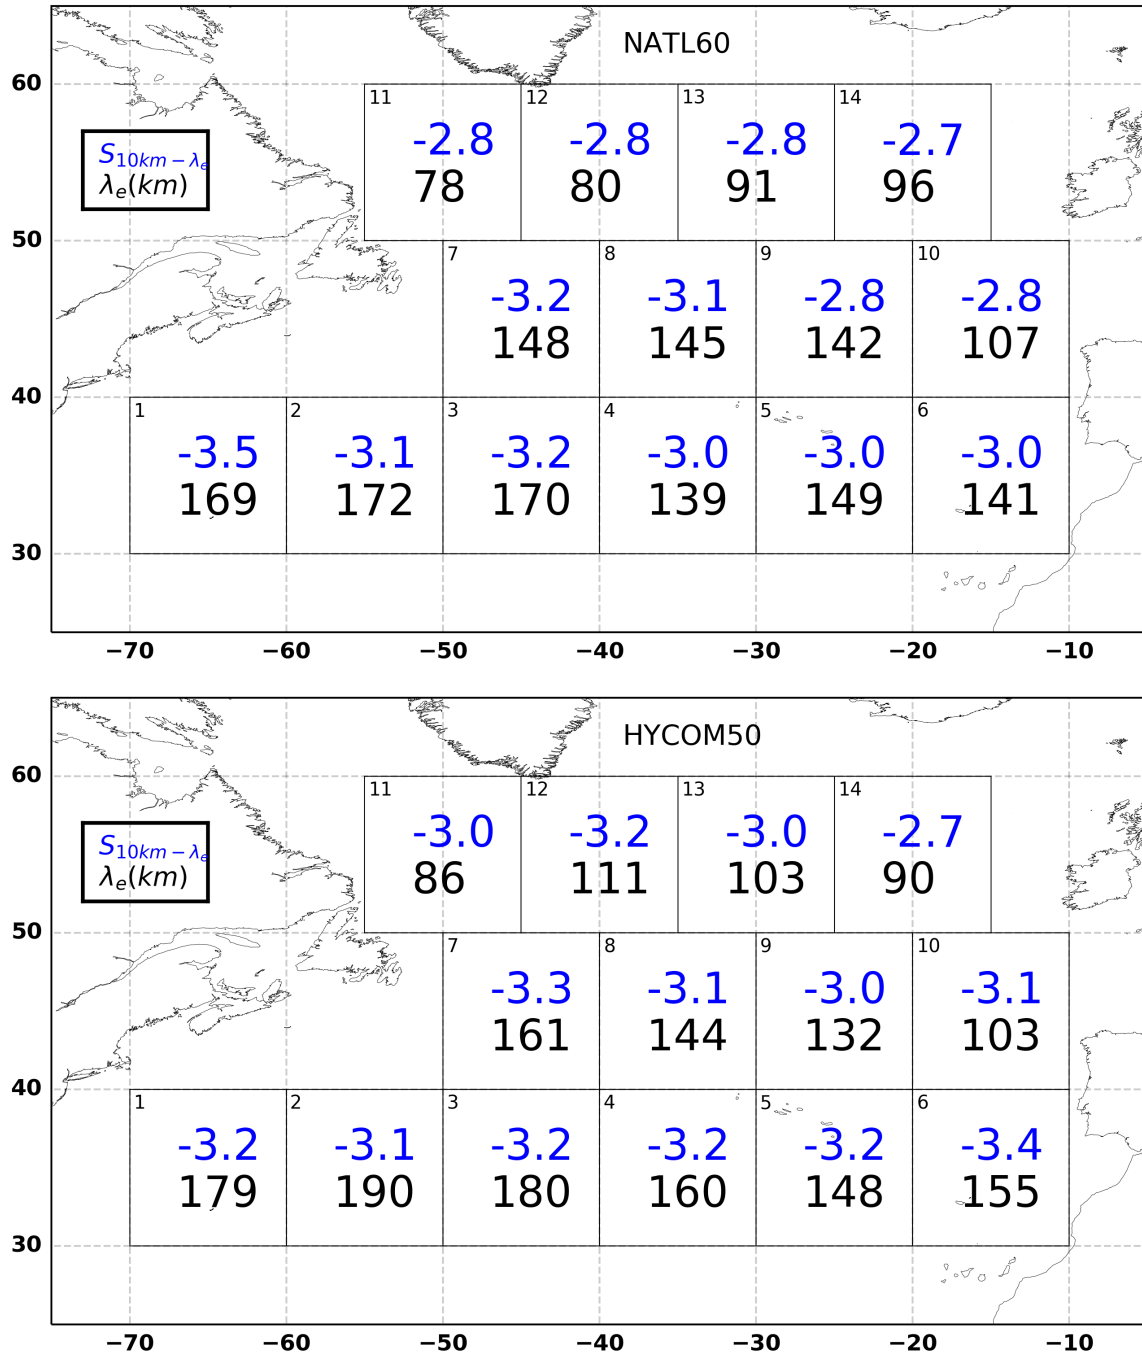 NATL60
60
11 12 13 14
-2.8 -2.8 -2.8 -2.7
78 80 91 96
S10km−λe
λe(km)
50
7 8 9 10
-3.2 -3.1 -2.8 -2.8
148 145 142 107
40
1 2 3 4 5 6
-3.5 -3.1 -3.2 -3.0 -3.0 -3.0
169 172 170 139 149 141
30
−70 −60 −50 −40 −30 −20 −10
HYCOM50
60
11 12 13 14
-3.0 -3.2 -3.0 -2.7
86 111 103 90
S10km−λe
λe(km)
50
7 8 9 10
-3.3 -3.1 -3.0 -3.1
161 144 132 103
40
1 2 3 4 5 6
-3.2 -3.1 -3.2 -3.2 -3.2 -3.4
179 190 180 160 148 155
30
−70 −60 −50 −40 −30 −20 −10